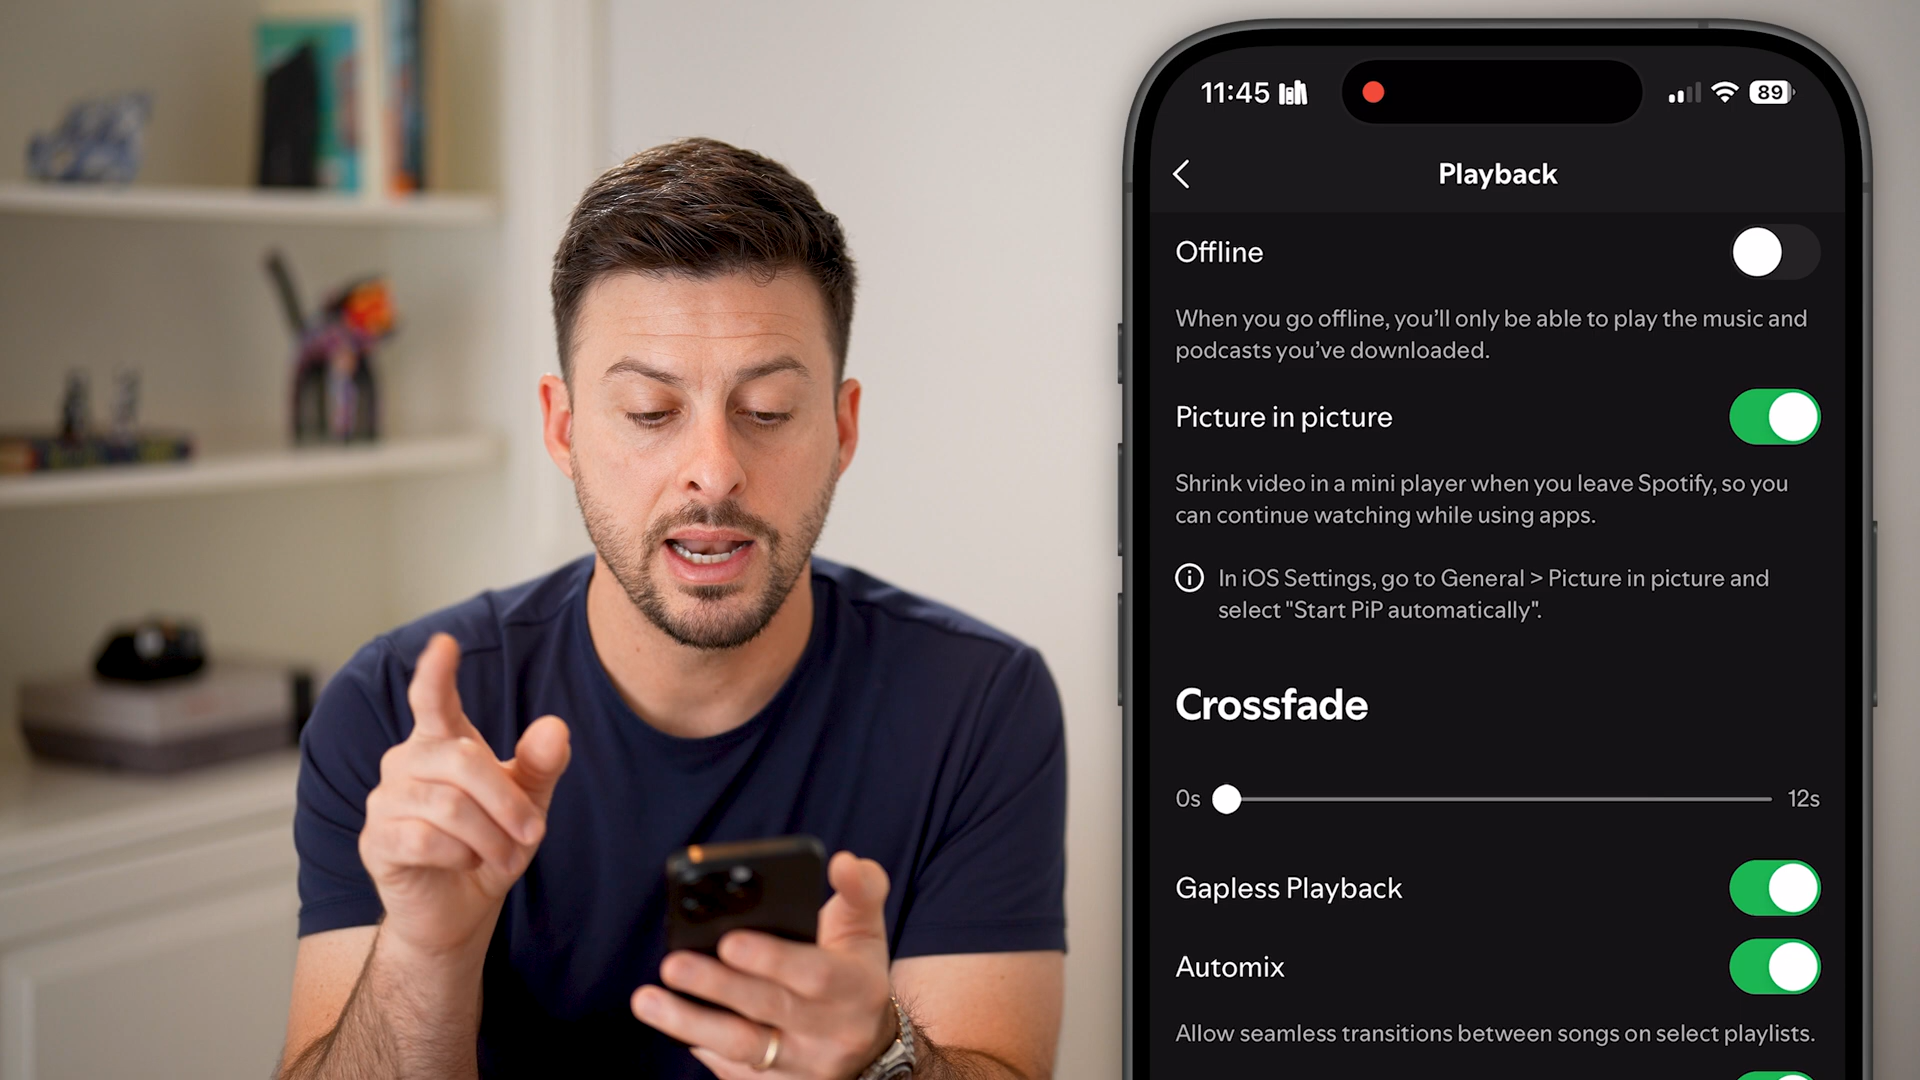 11:45
89
Playback
Offline
When you go offline, you'll only be able to play the music and
podcasts you've downloaded.
Picture in picture
Shrink video in a mini player when you leave Spotify, so you
can continue watching while using apps.
In iOS Settings, go to General > Picture in picture and
select "Start PiP automatically".
Crossfade
0s 12s
Gapless Playback
Automix
Allow seamless transitions between songs on select playlists.